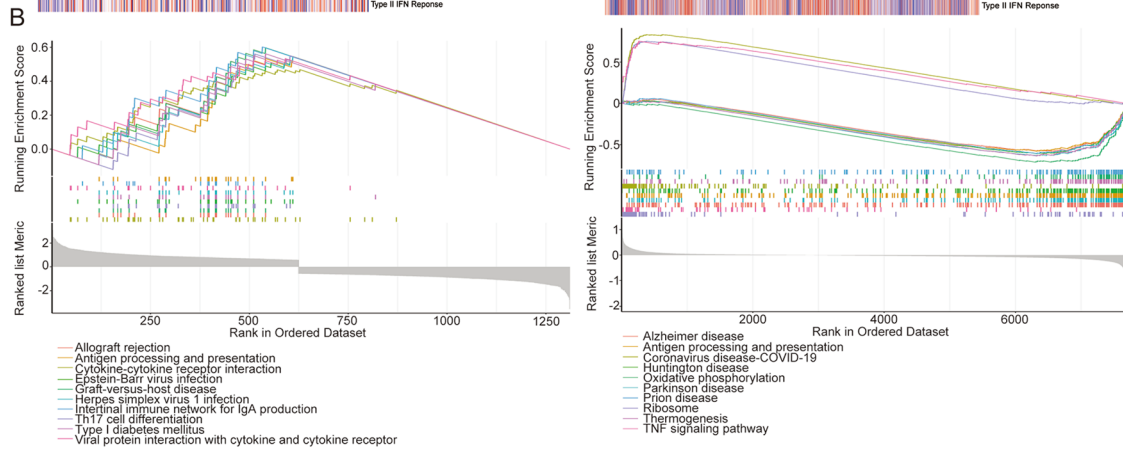 B
Type II IFN Reponse
Type II IFN Reponse
Running Enrichment Score
0.6
0.4
0.2
0.0
Ranked list Meric
2
0
-2
250
500
750
1000
1250
Rank in Ordered Dataset
Allograft rejection
Antigen processing and presentation
Cytokine-cytokine receptor interaction
Epstein-Barr virus infection
Graft-versus-host disease
Herpes simplex virus 1 infection
Intertinal immune network for IgA production
Th17 cell differentiation
Type I diabetes mellitus
Viral protein interaction with cytokine and cytokine receptor
Running Enrichment Score
0.5
0
-0.5
Ranked list Meric
1
0
-1
-2
2000
4000
6000
Rank in Ordered Dataset
Alzheimer disease
Antigen processing and presentation
Coronavirus disease-COVID-19
Huntington disease
Oxidative phosphorylation
Parkinson disease
Prion disease
Ribosome
Thermogenesis
TNF signaling pathway